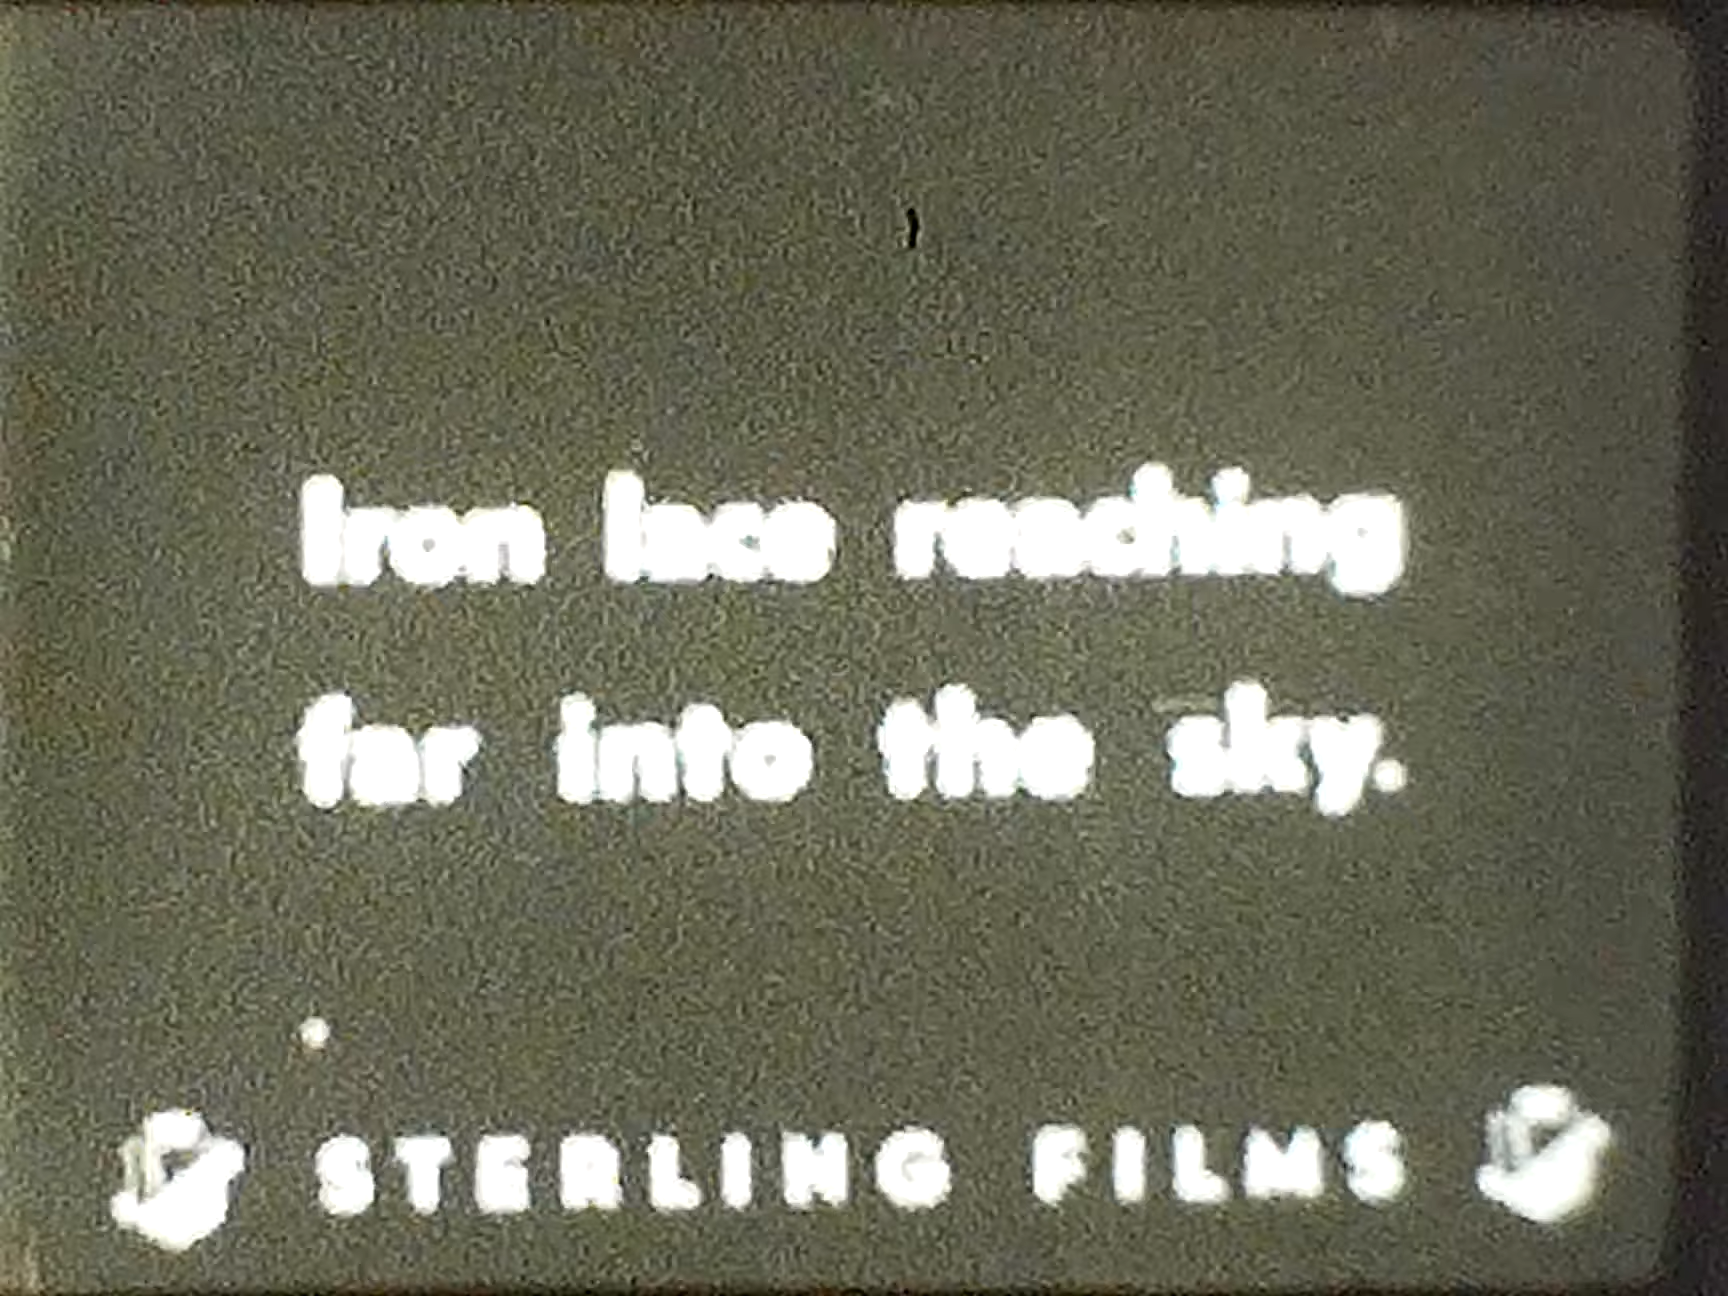 Iron lace reaching
far into the sky.
STERLING FILMS